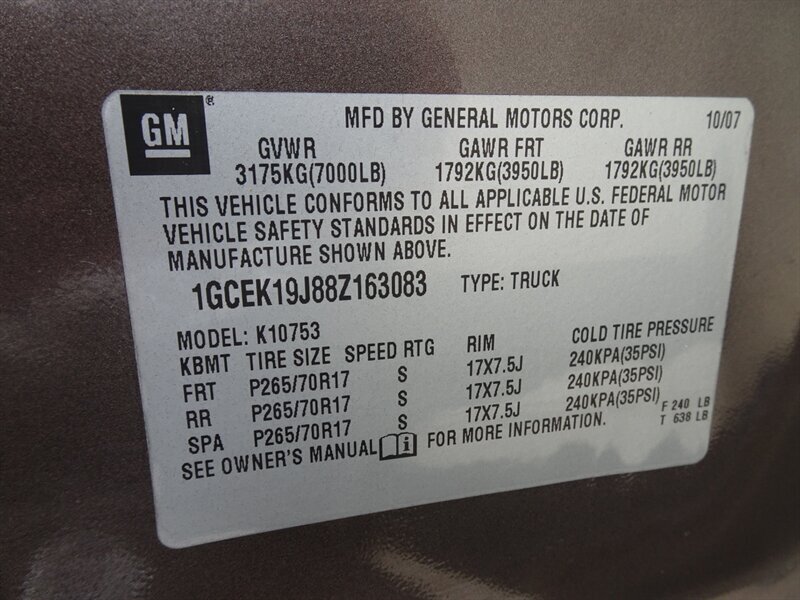 GM®
MFD BY GENERAL MOTORS CORP. 10/07
GVWR GAWR FRT GAWR RR
3175KG(7000LB) 1792KG(3950LB) 1792KG(3950LB)
THIS VEHICLE CONFORMS TO ALL APPLICABLE U.S. FEDERAL MOTOR
VEHICLE SAFETY STANDARDS IN EFFECT ON THE DATE OF
MANUFACTURE SHOWN ABOVE.
1GCEK19J88Z163083 TYPE: TRUCK
MODEL: K10753
KBMT TIRE SIZE SPEED RTG RIM COLD TIRE PRESSURE
FRT P265/70R17 S 17X7.5J 240KPA(35PSI)
RR P265/70R17 S 17X7.5J 240KPA(35PSI)
SPA P265/70R17 S 17X7.5J 240KPA(35PSI)
F 240 LB
T 638 LB
SEE OWNER'S MANUAL i FOR MORE INFORMATION.